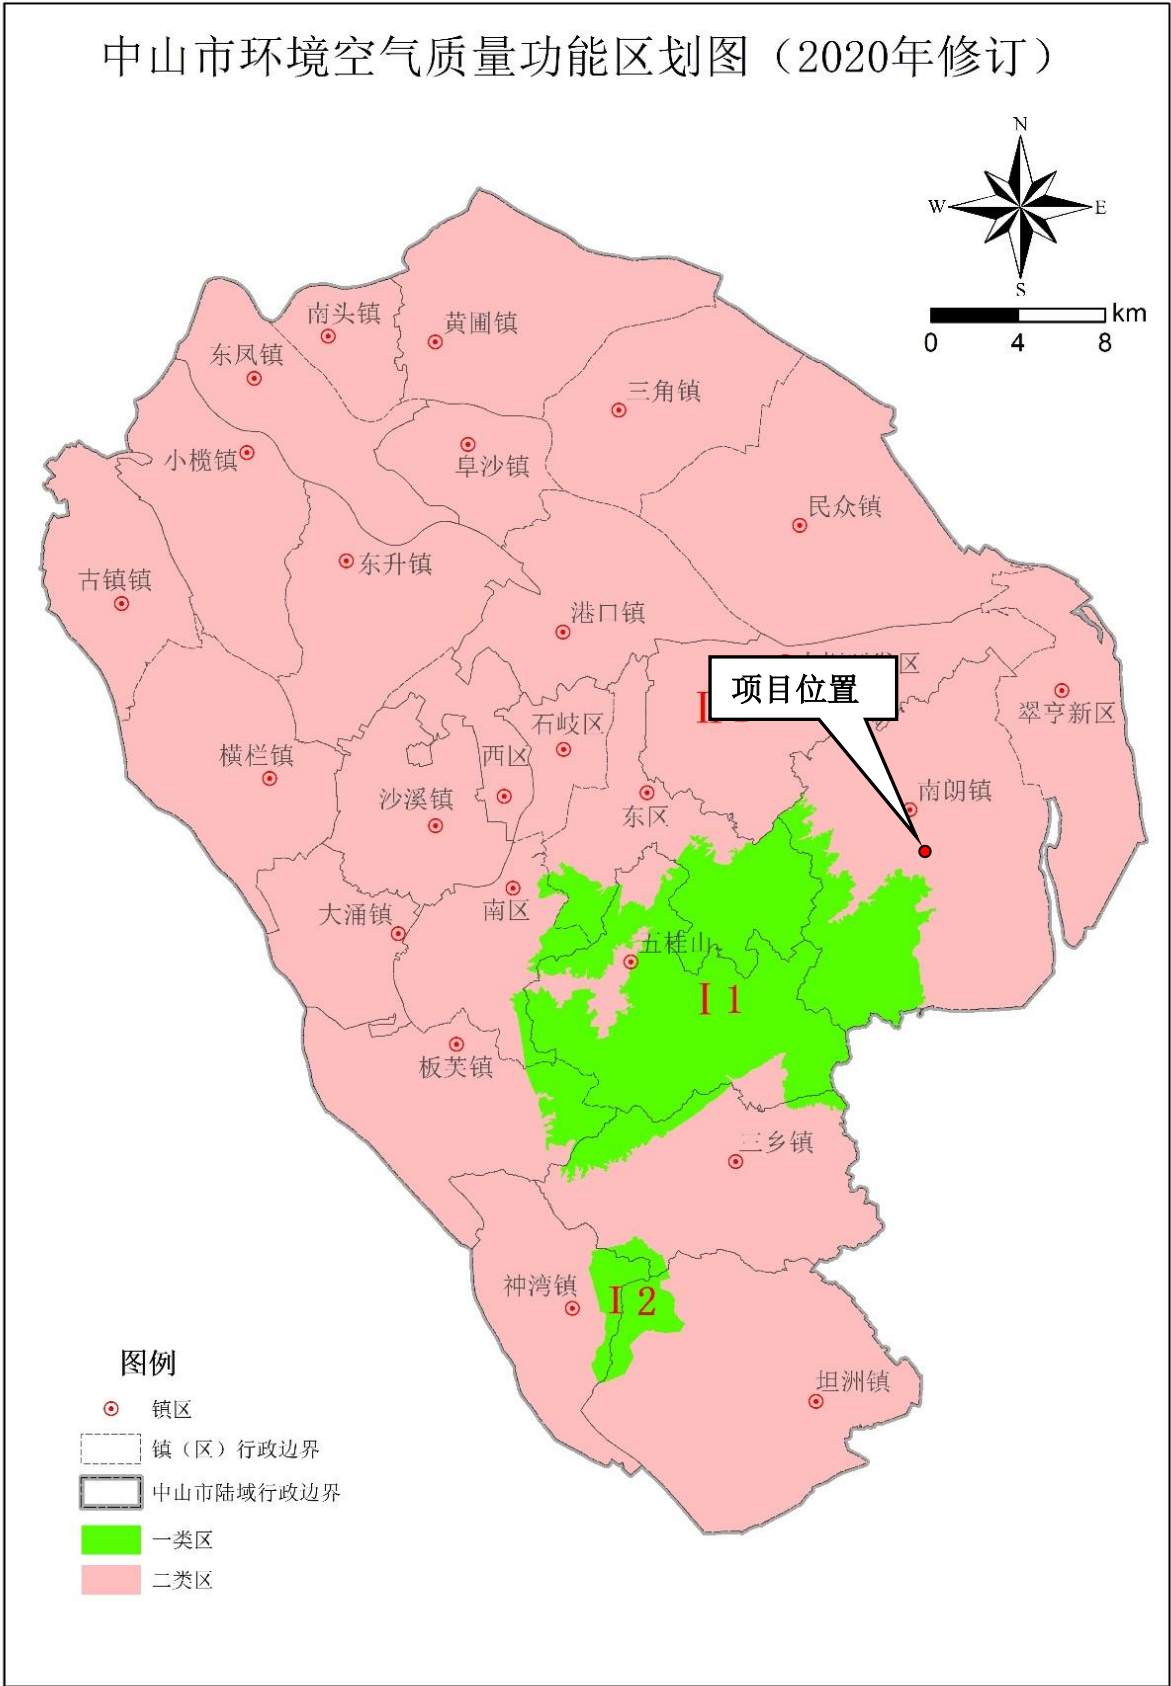 中山市环境空气质量功能区划图（2020年修订）
N
W
E
S
km
0 4 8
南头镇
黄圃镇
东凤镇
三角镇
小榄镇
阜沙镇
民众镇
东升镇
古镇镇
港口镇
区
项目位置
翠亨新区
石岐区
西区
横栏镇
沙溪镇
东区
南朗镇
南区
大涌镇
五桂山
I 1
板芙镇
三乡镇
神湾镇
I 2
坦洲镇
图例
镇区
镇（区）行政边界
中山市陆域行政边界
一类区
二类区